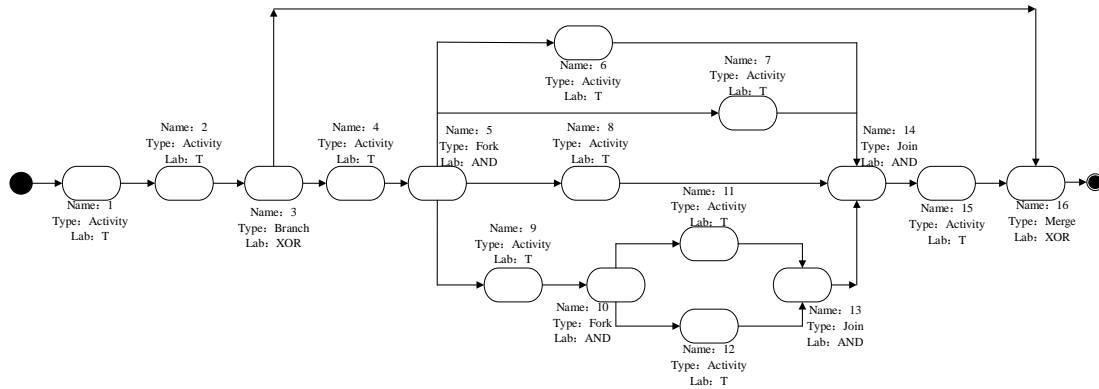 Name：6
Type：Activity
Lab：T
Name：7
Type：Activity
Lab：T
Name：2
Type：Activity
Lab：T
Name：4
Type：Activity
Lab：T
Name：5
Type：Fork
Lab：AND
Name：8
Type：Activity
Lab：T
Name：14
Type：Join
Lab：AND
Name：1
Type：Activity
Lab：T
Name：3
Type：Branch
Lab：XOR
Name：11
Type：Activity
Lab：T
Name：15
Type：Activity
Lab：T
Name：16
Type：Merge
Lab：XOR
Name：9
Type：Activity
Lab：T
Name：10
Type：Fork
Lab：AND
Name：13
Type：Join
Lab：AND
Name：12
Type：Activity
Lab：T